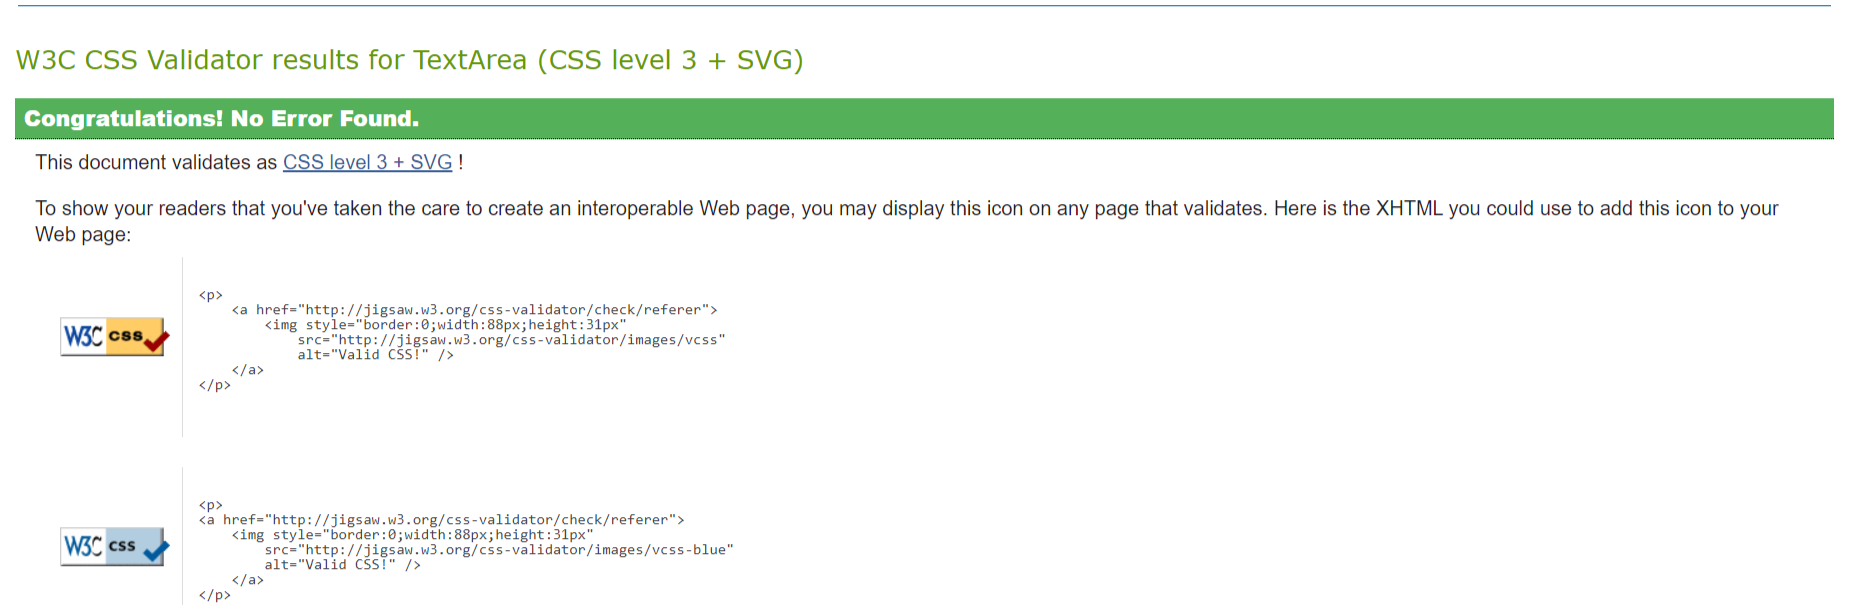 W3C CSS Validator results for TextArea (CSS level 3 + SVG)
Congratulations! No Error Found.
This document validates as CSS level 3 + SVG !
To show your readers that you've taken the care to create an interoperable Web page, you may display this icon on any page that validates. Here is the XHTML you could use to add this icon to your
Web page:
W3C css
<p>
<a href="http://jigsaw.w3.org/css-validator/check/referer">
<img style="border:0;width:88px;height:31px"
src="http://jigsaw.w3.org/css-validator/images/vcss"
alt="Valid CSS!" />
</a>
</p>
W3C css
<p>
<a href="http://jigsaw.w3.org/css-validator/check/referer">
<img style="border:0;width:88px;height:31px"
src="http://jigsaw.w3.org/css-validator/images/vcss-blue"
alt="Valid CSS!" />
</a>
</p>